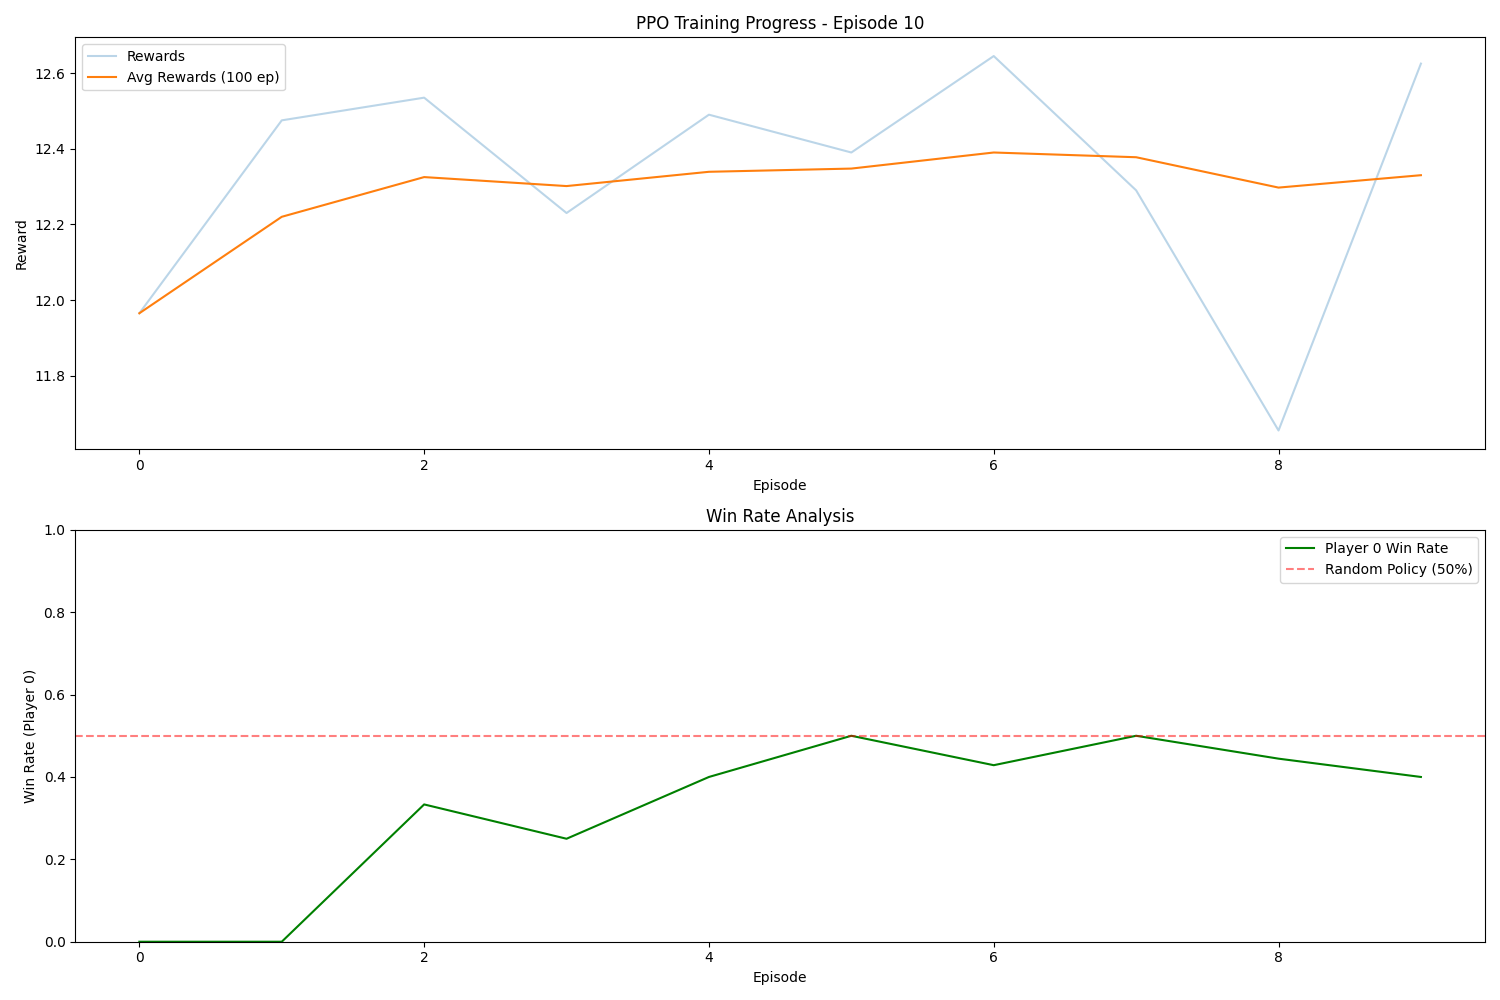 PPO Training Progress - Episode 10
Rewards
Avg Rewards (100 ep)
Reward
12.6
12.4
12.2
12.0
11.8
0 2 4 6 8
Episode
Win Rate Analysis
Player 0 Win Rate
Random Policy (50%)
Win Rate (Player 0)
1.0
0.8
0.6
0.4
0.2
0.0
0 2 4 6 8
Episode